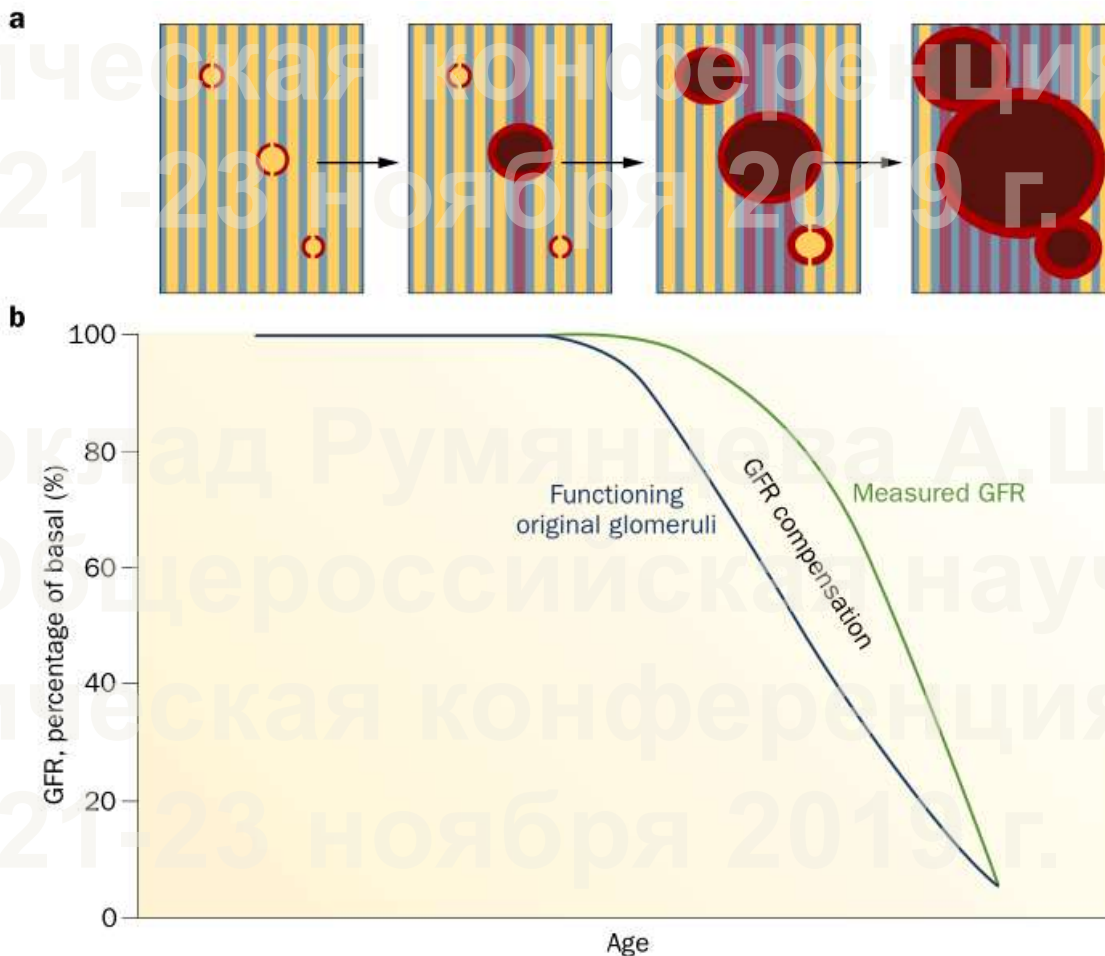 a
ическая конференция
21-23 ноября 2019 г.
b
100
80
60
40
20
0
GFR, percentage of basal (%)
Functioning
original glomeruli
GFR compensation
Measured GFR
Age
оклад Румянцева А.Ш
Общероссийская науч
ическая конференция
21-23 ноября 2019 г.